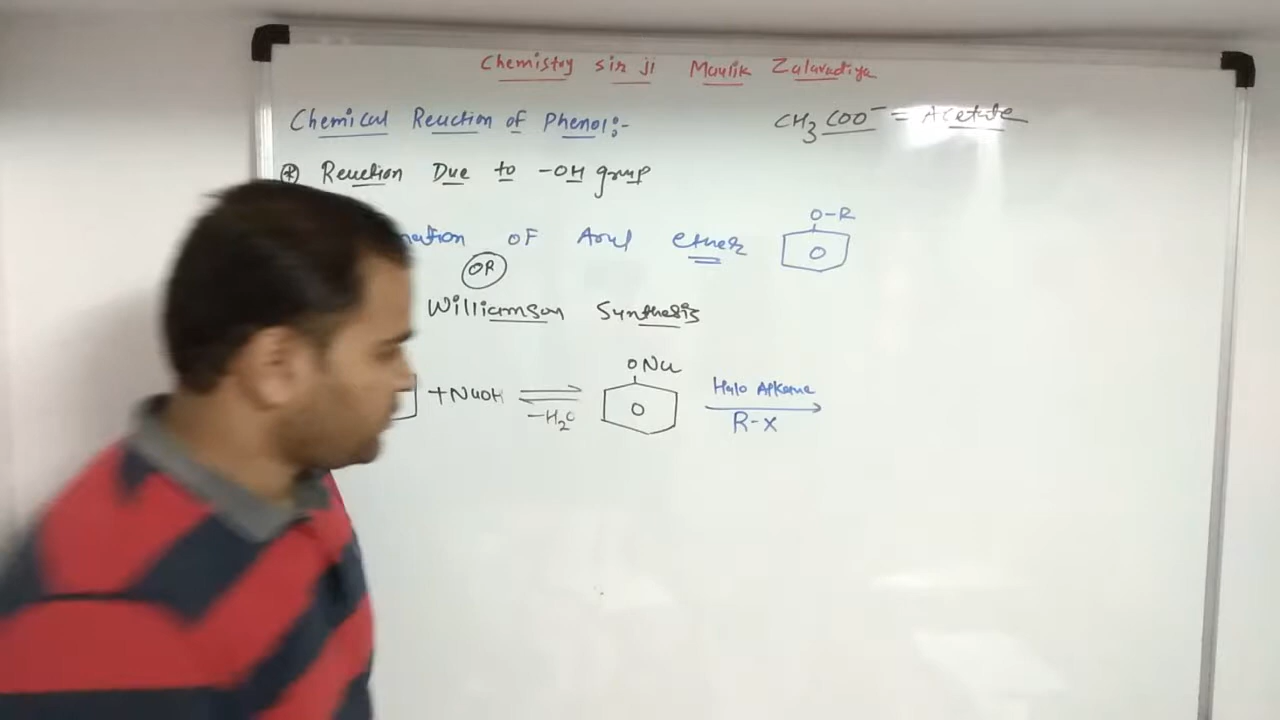 Chemistry sir ji Maulik Zalavadiya
Chemical Reaction of Phenol:-
CH3COO- = Acetate
* Reaction Due to -OH group
mation OF Aryl ether
O-R
O
OR
Williamson Synthesis
ONa
+NaOH
-H2O
O
Halo Alkane
R-X